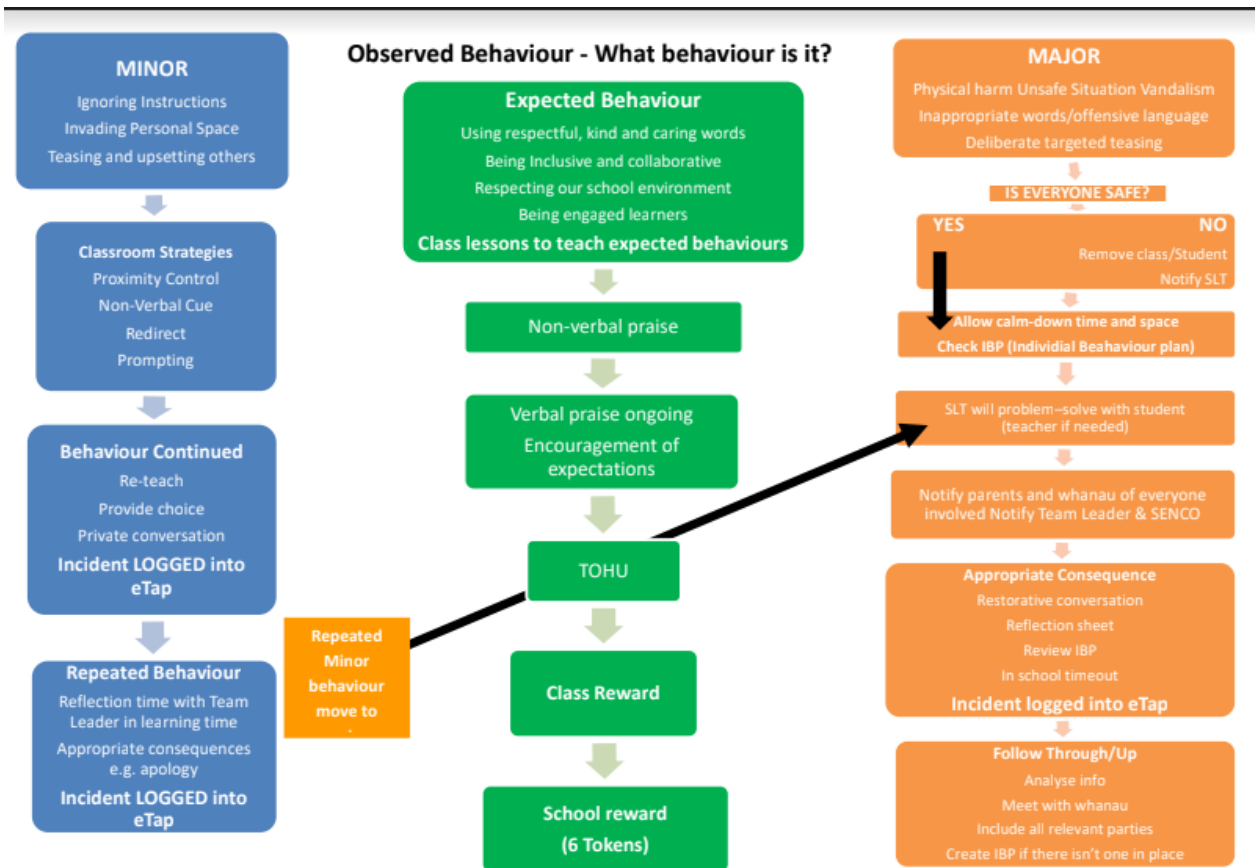 Observed Behaviour - What behaviour is it?
MINOR
Ignoring Instructions
Invading Personal Space
Teasing and upsetting others
Classroom Strategies
Proximity Control
Non-Verbal Cue
Redirect
Prompting
Behaviour Continued
Re-teach
Provide choice
Private conversation
Incident LOGGED into
eTap
Repeated Behaviour
Reflection time with Team
Leader in learning time
Appropriate consequences
e.g. apology
Incident LOGGED into
eTap
Repeated
Minor
behaviour
move to
Expected Behaviour
Using respectful, kind and caring words
Being Inclusive and collaborative
Respecting our school environment
Being engaged learners
Class lessons to teach expected behaviours
Non-verbal praise
Verbal praise ongoing
Encouragement of
expectations
TOHU
Class Reward
School reward
(6 Tokens)
MAJOR
Physical harm Unsafe Situation Vandalism
Inappropriate words/offensive language
Deliberate targeted teasing
IS EVERYONE SAFE?
YES NO
Remove class/Student
Notify SLT
Allow calm-down time and space
Check IBP (Individial Beahaviour plan)
SLT will problem–solve with student
(teacher if needed)
Notify parents and whanau of everyone
involved Notify Team Leader & SENCO
Appropriate Consequence
Restorative conversation
Reflection sheet
Review IBP
In school timeout
Incident logged into eTap
Follow Through/Up
Analyse info
Meet with whanau
Include all relevant parties
Create IBP if there isn't one in place